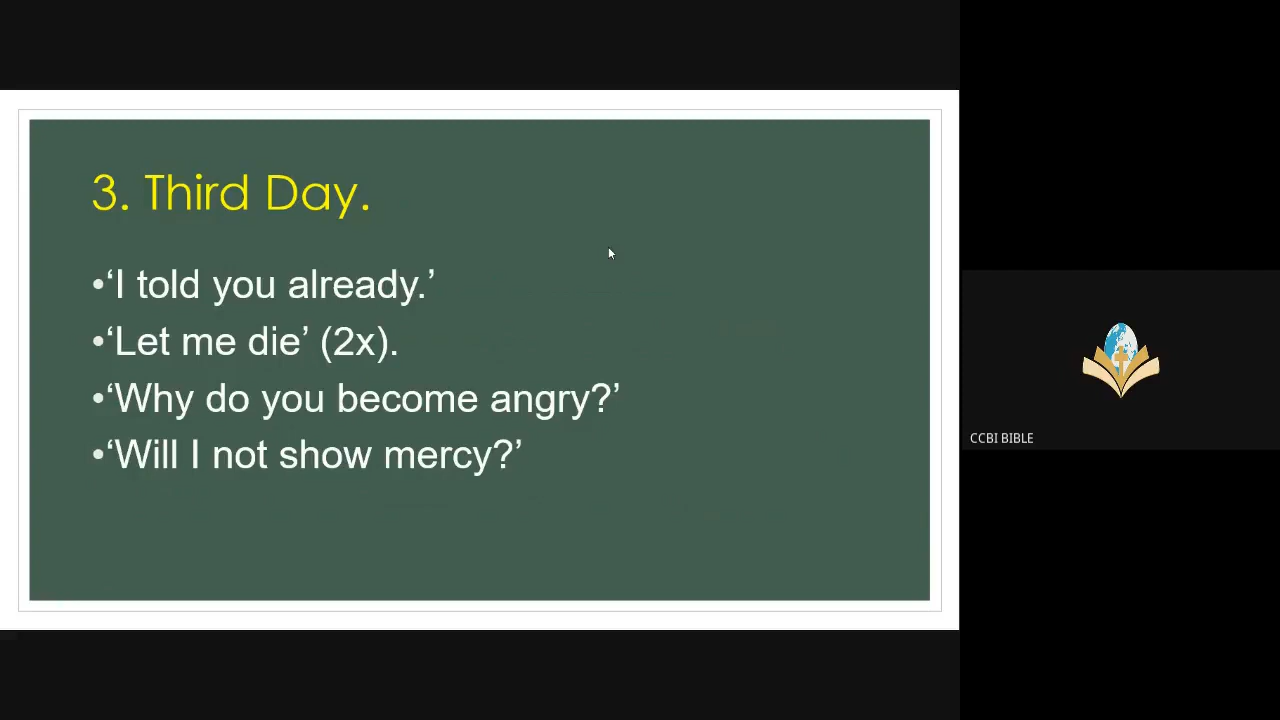 3. Third Day.
•‘I told you already.’
•‘Let me die’ (2x).
•‘Why do you become angry?’
•‘Will I not show mercy?’
CCBI BIBLE